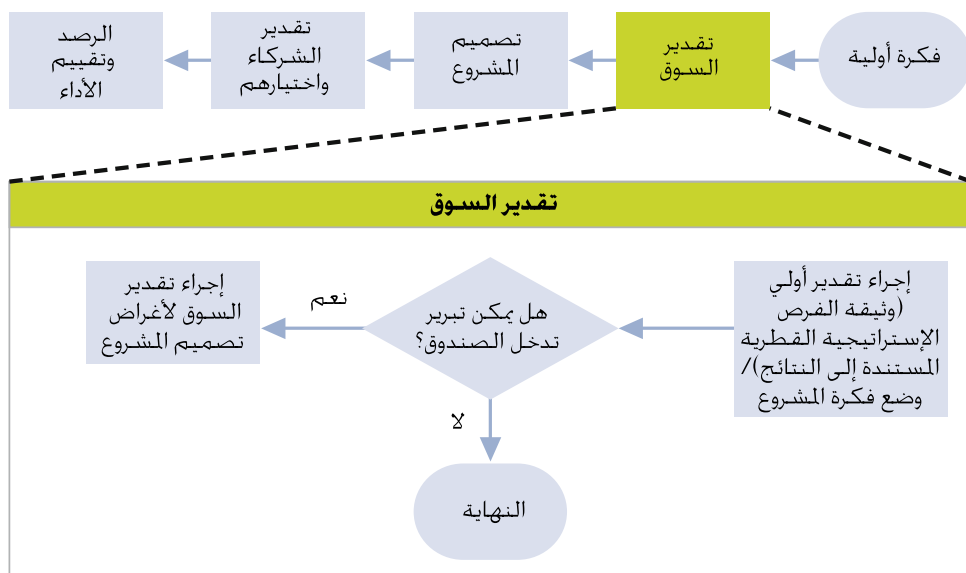 فكرة أولية
تقدير
السوق
تصميم
المشروع
تقدير
الشركاء
واختيارهم
الرصد
وتقييم
الأداء
تقدير السوق
إجراء تقدير أولي
(وثيقة الفرص
الإستراتيجية القطرية
المستندة إلى النتائج)/
وضع فكرة المشروع
هل يمكن تبرير
تدخل الصندوق؟
نعم
إجراء تقدير
السوق لأغراض
تصميم المشروع
لا
النهاية